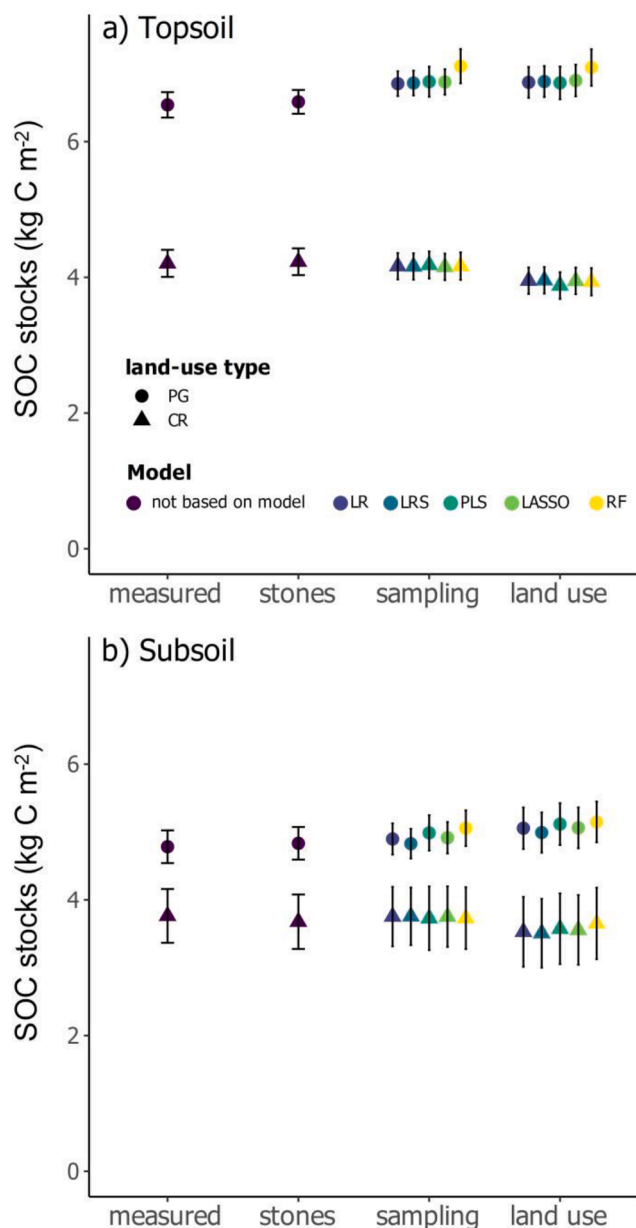 a) Topsoil
SOC stocks (kg C m-2)
6
4
2
0
land-use type
PG
CR
Model
not based on model LR LRS PLS LASSO RF
measured stones sampling land use
b) Subsoil
SOC stocks (kg C m-2)
6
4
2
0
measured stones sampling land use